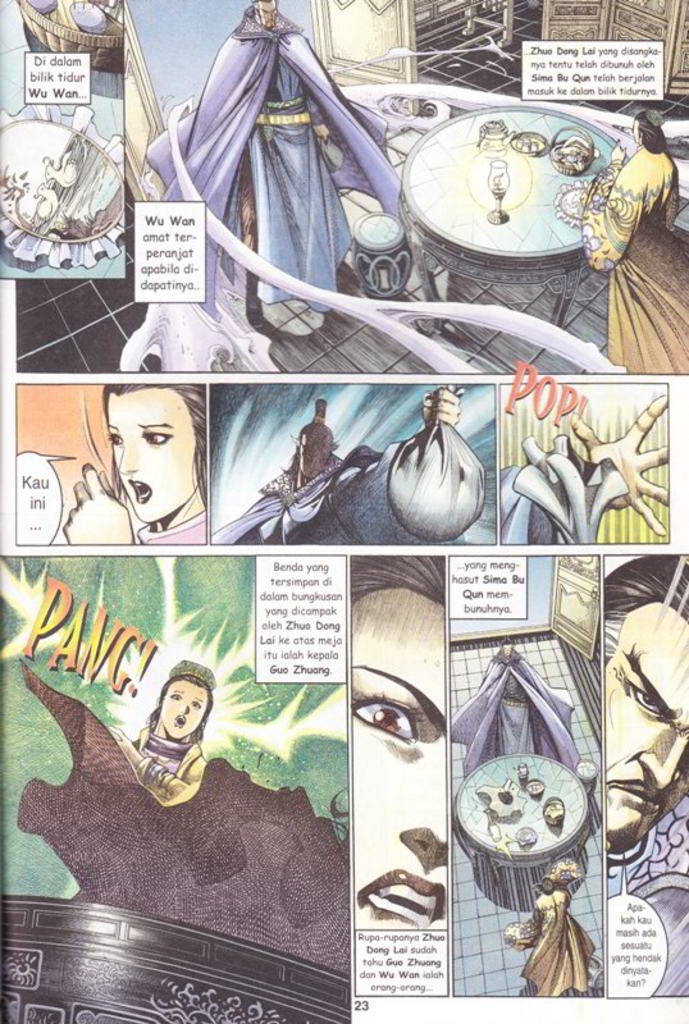 Di dalam
bilik tidur
Wu Wan...
...Zhuo Dong Lai yang disangka-
nya tentu telah dibunuh oleh
Sima Bu Qun telah berjalan
masuk ke dalam bilik tidurnya.
Wu Wan
amat ter-
peranjat
apabila di-
dapatinya..
Kau
ini
...
POP!
PANG!
Benda yang
tersimpan di
dalam bungkusan
yang dicampak
oleh Zhuo Dong
Lai ke atas meja
itu ialah kepala
Guo Zhuang.
Rupa-rupanya Zhuo
Dong Lai sudah
tahu Guo Zhuang
dan Wu Wan ialah
orang-orang...
...yang meng-
hasut Sima Bu
Qun mem-
bunuhnya.
Apa-
kah kau
masih ada
sesuatu
yang hendak
dinyata-
kan?
23